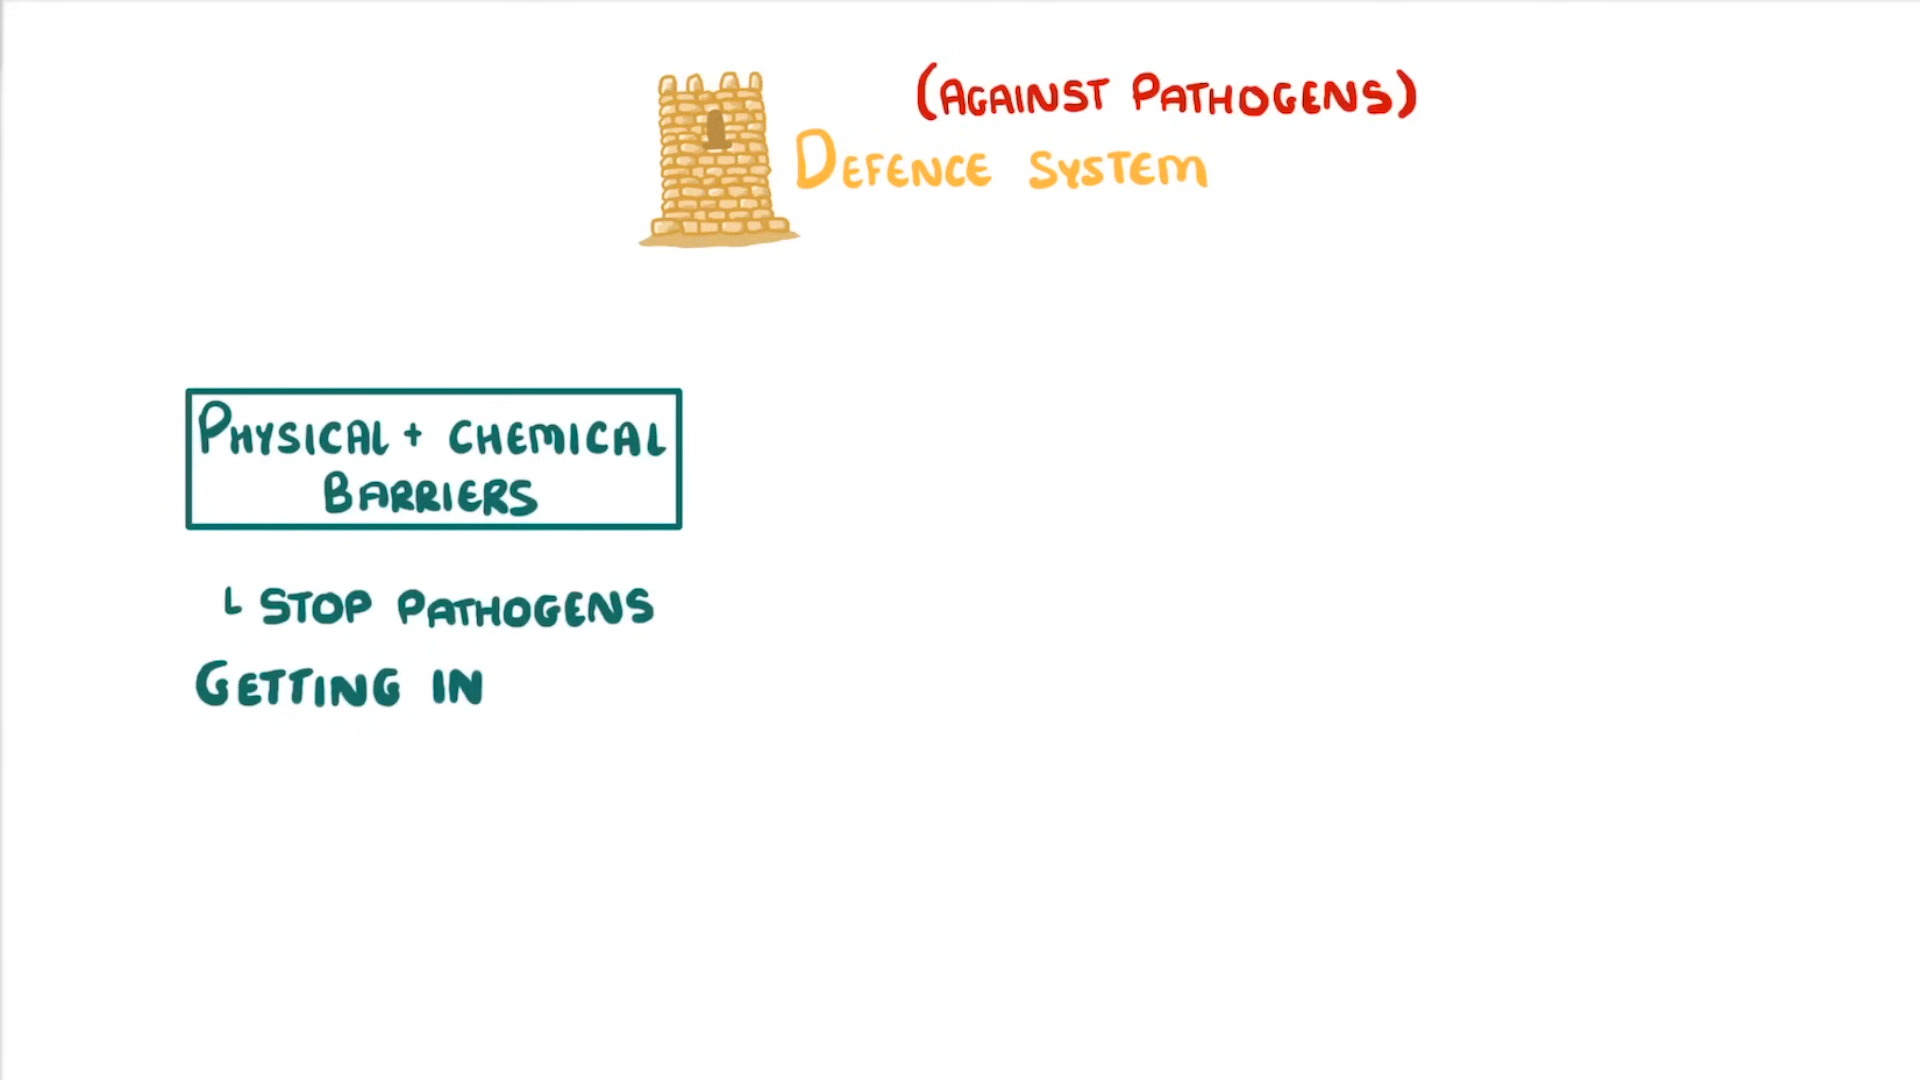 (Against Pathogens)
Defence system
Physical + chemical
Barriers
└ Stop pathogens
Getting in